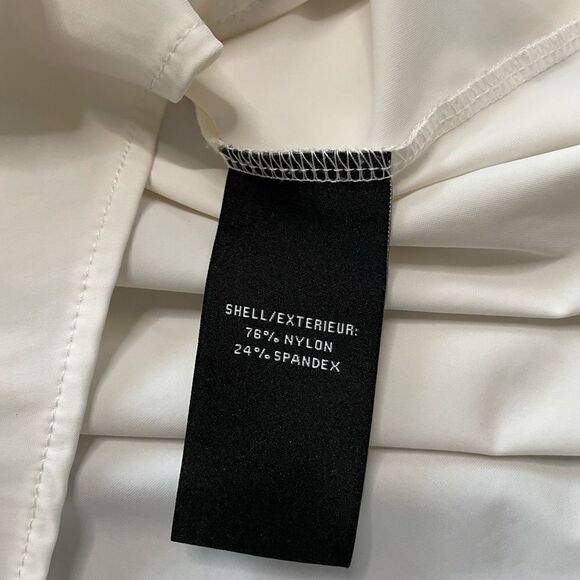 SHELL/EXTERIEUR:
76% NYLON
24% SPANDEX